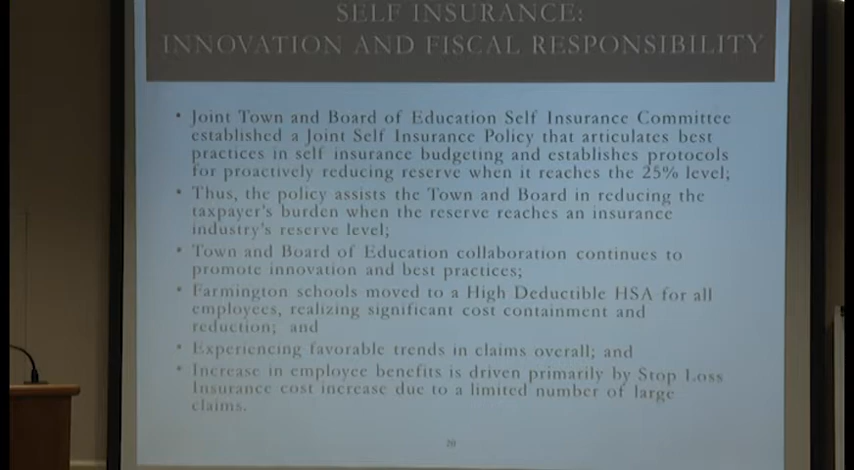 SELF INSURANCE:
INNOVATION AND FISCAL RESPONSIBILITY
• Joint Town and Board of Education Self Insurance Committee
established a Joint Self Insurance Policy that articulates best
practices in self insurance budgeting and establishes protocols
for proactively reducing reserve when it reaches the 25% level;
• Thus, the policy assists the Town and Board in reducing the
taxpayer's burden when the reserve reaches an insurance
industry's reserve level;
• Town and Board of Education collaboration continues to
promote innovation and best practices;
• Farmington schools moved to a High Deductible HSA for all
employees, realizing significant cost containment and
reduction; and
• Experiencing favorable trends in claims overall; and
• Increase in employee benefits is driven primarily by Stop Loss
Insurance cost increase due to a limited number of large
claims.